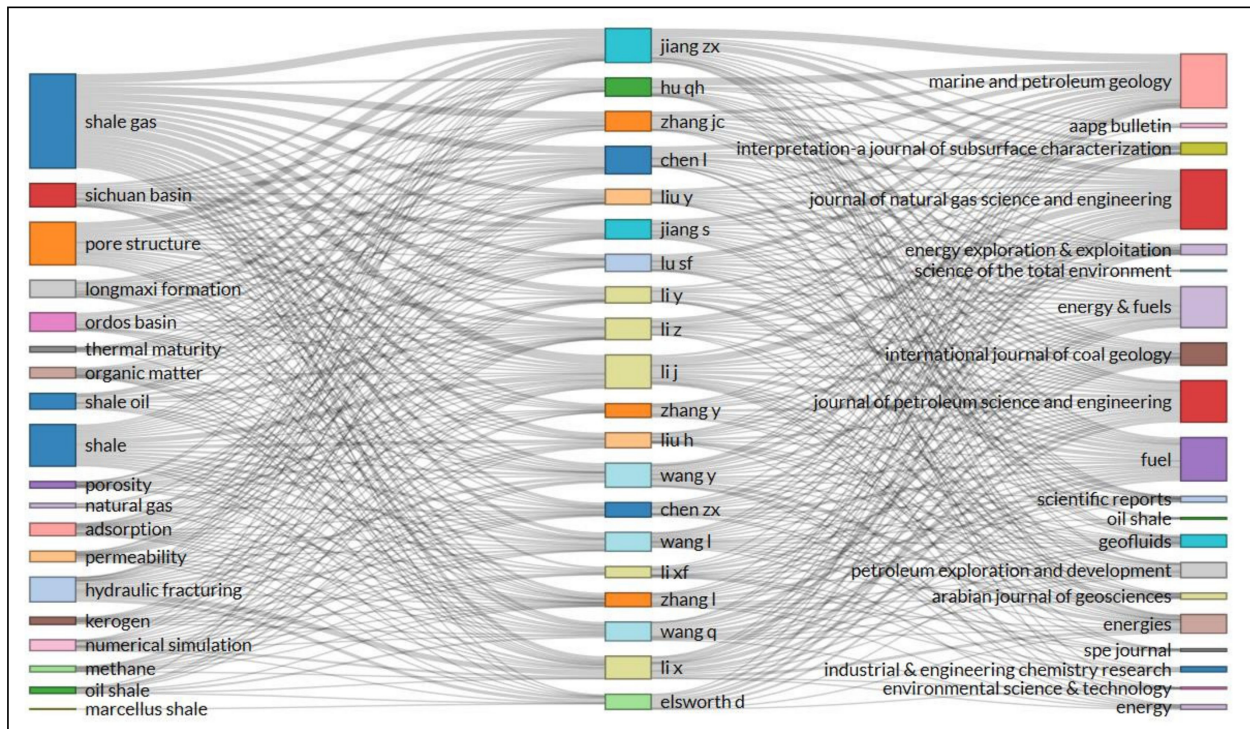 shale gas
sichuan basin
pore structure
longmaxi formation
ordos basin
thermal maturity
organic matter
shale oil
shale
porosity
natural gas
adsorption
permeability
hydraulic fracturing
kerogen
numerical simulation
methane
oil shale
marcellus shale
jiang zx
hu qh
zhang jc
chen l
liu y
jiang s
lu sf
li y
li z
li j
zhang y
liu h
wang y
chen zx
wang l
li xf
zhang l
wang q
li x
elsworth d
marine and petroleum geology
aapg bulletin
interpretation-a journal of subsurface characterization
journal of natural gas science and engineering
energy exploration & exploitation
science of the total environment
energy & fuels
international journal of coal geology
journal of petroleum science and engineering
fuel
scientific reports
oil shale
geofluids
petroleum exploration and development
arabian journal of geosciences
energies
spe journal
industrial & engineering chemistry research
environmental science & technology
energy